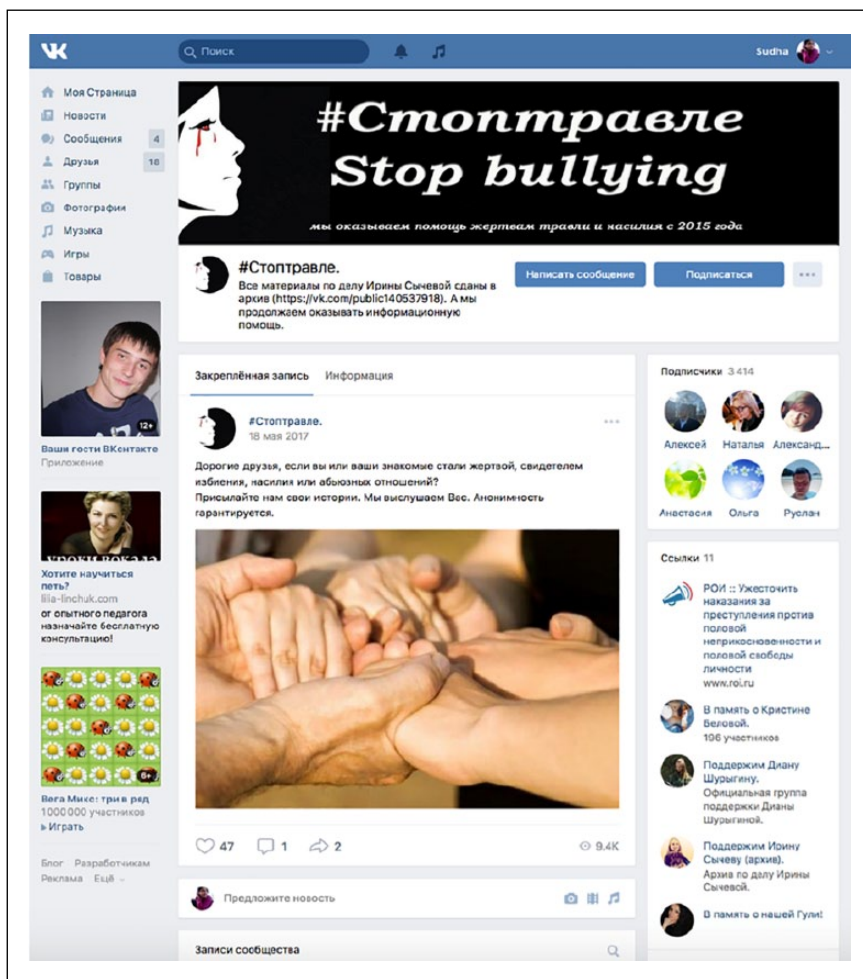 Поиск
Sudha
Моя Страница
Новости
Сообщения 4
Друзья 18
Группы
Фотографии
Музыка
Игры
Товары
12+
Ваши гости ВКонтакте
Приложение
УРОКИ ВОКАЛА
Хотите научиться
петь?
lilia-linchuk.com
от опытного педагога
назначайте бесплатную
консультацию!
6+
Вега Микс: три в ряд
1 000 000 участников
Играть
Блог Разработчикам
Реклама Ещё
#Стоптравле
Stop bullying
мы оказываем помощь жертвам травли и насилия с 2015 года
#Стоптравле.
Все материалы по делу Ирины Сычевой сданы в
архив (https://vk.com/public140537918). А мы
продолжаем оказывать информационную
помощь.
Написать сообщение
Подписаться
Закреплённая запись Информация
#Стоптравле.
18 мая 2017
Дорогие друзья, если вы или ваши знакомые стали жертвой, свидетелем
избиения, насилия или абьюзных отношений?
Присылайте нам свои истории. Мы выслушаем Вас. Анонимность
гарантируется.
47 1 2 9.4K
Предложите новость
Записи сообщества
Подписчики 3 414
Алексей Наталья Александ...
Анастасия Ольга Руслан
Ссылки 11
РОИ :: Ужесточить
наказания за
преступления против
половой
неприкосновенности и
половой свободы
личности
www.roi.ru
В память о Кристине
Беловой.
196 участников
Поддержим Диану
Шурыгину.
Официальная группа
поддержки Дианы
Шурыгиной.
Поддержим Ирину
Сычеву (архив).
Архив по делу Ирины
Сычевой.
В память о нашей Гули!